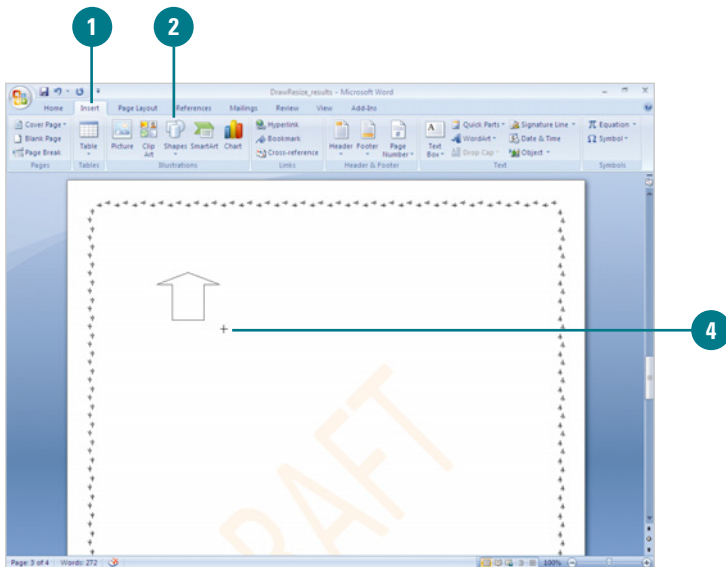 1
2
DrawResize_results - Microsoft Word
Home Insert Page Layout References Mailings Review View Add-Ins
Cover Page
Blank Page
Page Break
Pages
Table
Tables
Picture
Clip Art
Shapes
SmartArt
Chart
Illustrations
Hyperlink
Bookmark
Cross-reference
Links
Header
Footer
Page Number
Header & Footer
Text Box
Quick Parts
WordArt
Drop Cap
Signature Line
Date & Time
Object
Text
Equation
Symbol
Symbols
4
RAFT
Page: 3 of 4 Words: 272
100%